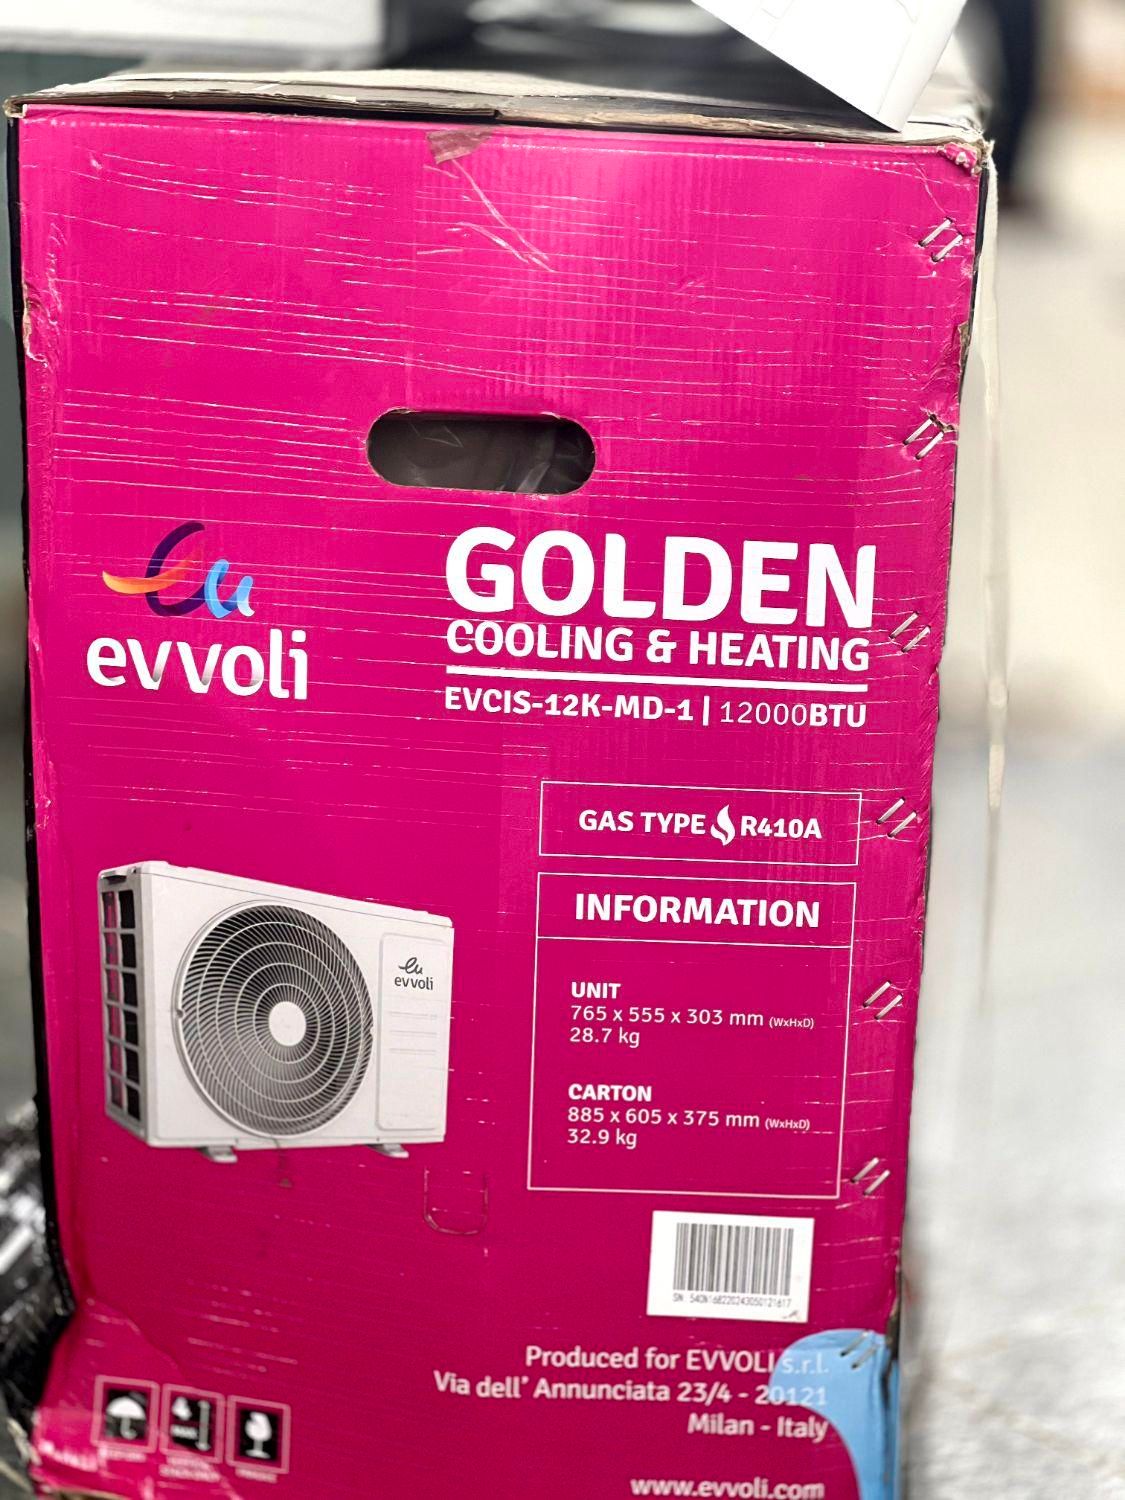 evvoli
GOLDEN
COOLING & HEATING
EVCIS-12K-MD-1 | 12000BTU
GAS TYPE R410A
INFORMATION
UNIT
765 x 555 x 303 mm (WxHxD)
28.7 kg
CARTON
885 x 605 x 375 mm (WxHxD)
32.9 kg
evvoli
SN: 540N168220243050121617
Produced for EVVOLI s.r.l.
Via dell' Annunciata 23/4 - 20121
Milan - Italy
www.evvoli.com